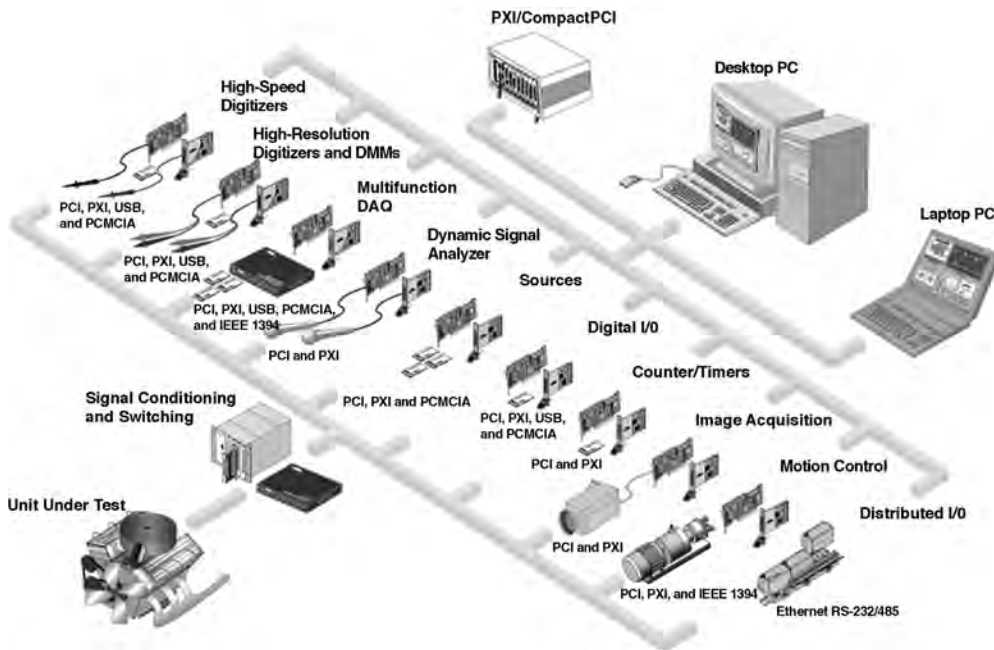 PXI/CompactPCI
Desktop PC
High-Speed
Digitizers
High-Resolution
Digitizers and DMMs
PCI, PXI, USB,
and PCMCIA
Multifunction
DAQ
Laptop PC
Dynamic Signal
Analyzer
PCI, PXI, USB
and PCMCIA
Sources
PCI, PXI, USB, PCMCIA,
and IEEE 1394
Digital I/0
PCI and PXI
Counter/Timers
Signal Conditioning
and Switching
PCI, PXI and PCMCIA
PCI, PXI, USB,
and PCMCIA
Image Acquisition
PCI and PXI
Motion Control
Unit Under Test
Distributed I/0
PCI and PXI
PCI, PXI, and IEEE 1394
Ethernet RS-232/485